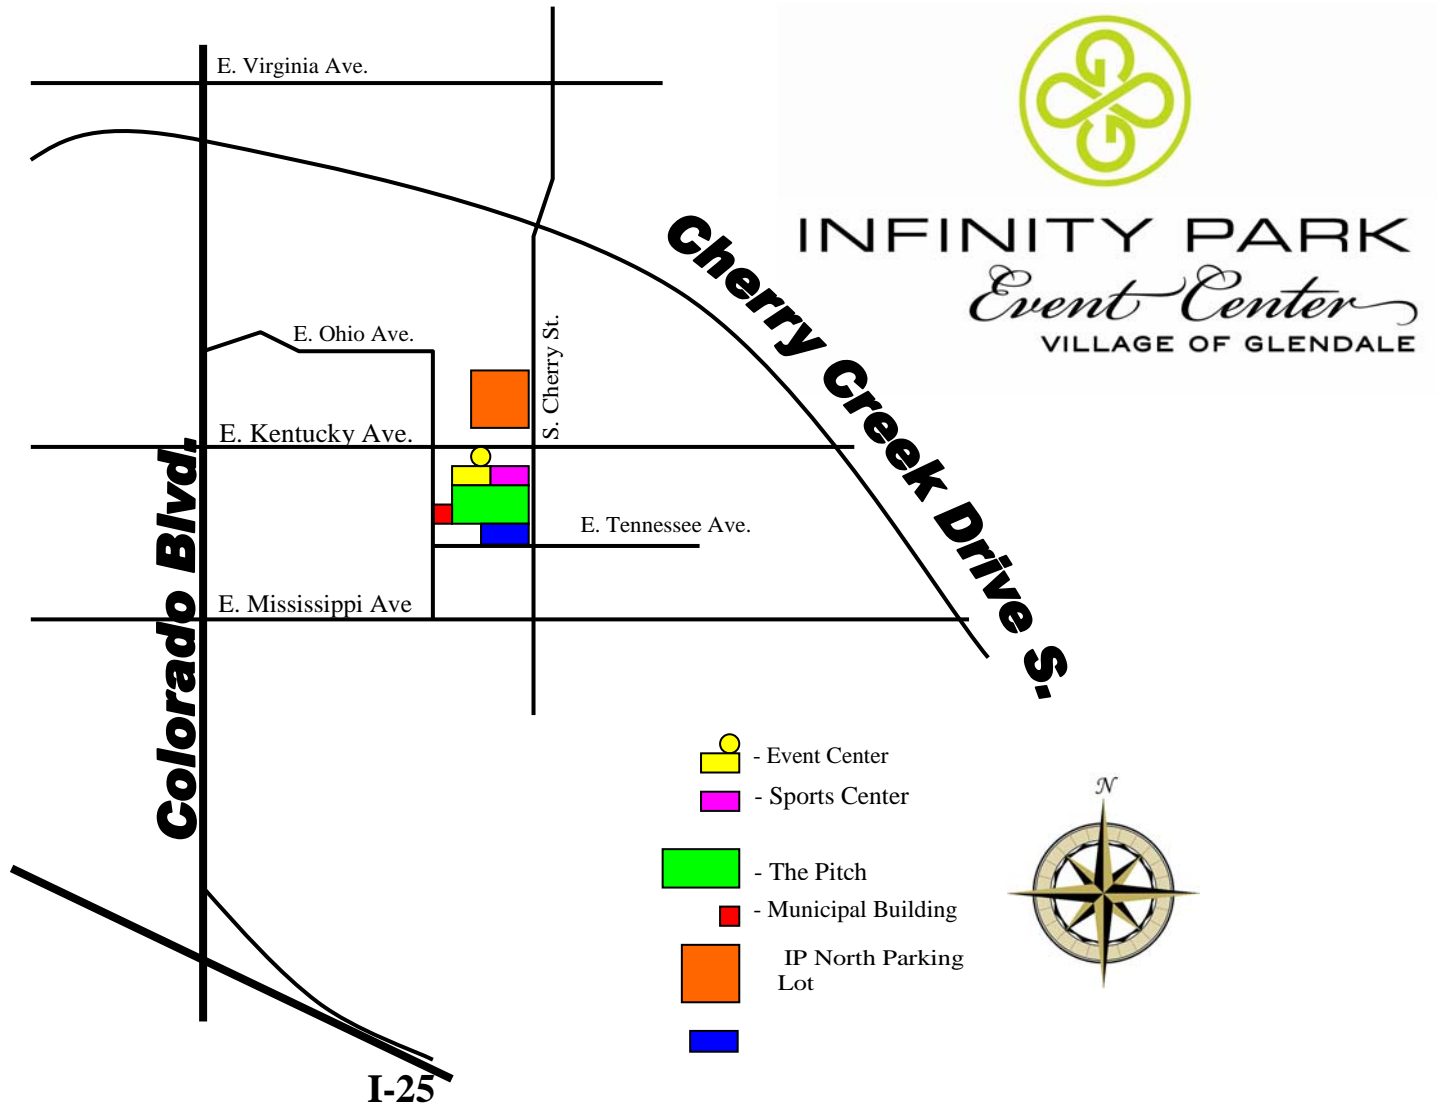 E. Virginia Ave.
INFINITY PARK
Event Center
VILLAGE OF GLENDALE
Cherry Creek Drive S.
E. Ohio Ave.
S. Cherry St.
E. Kentucky Ave.
Colorado Blvd.
E. Tennessee Ave.
E. Mississippi Ave
- Event Center
- Sports Center
- The Pitch
- Municipal Building
IP North Parking
Lot
N
I-25